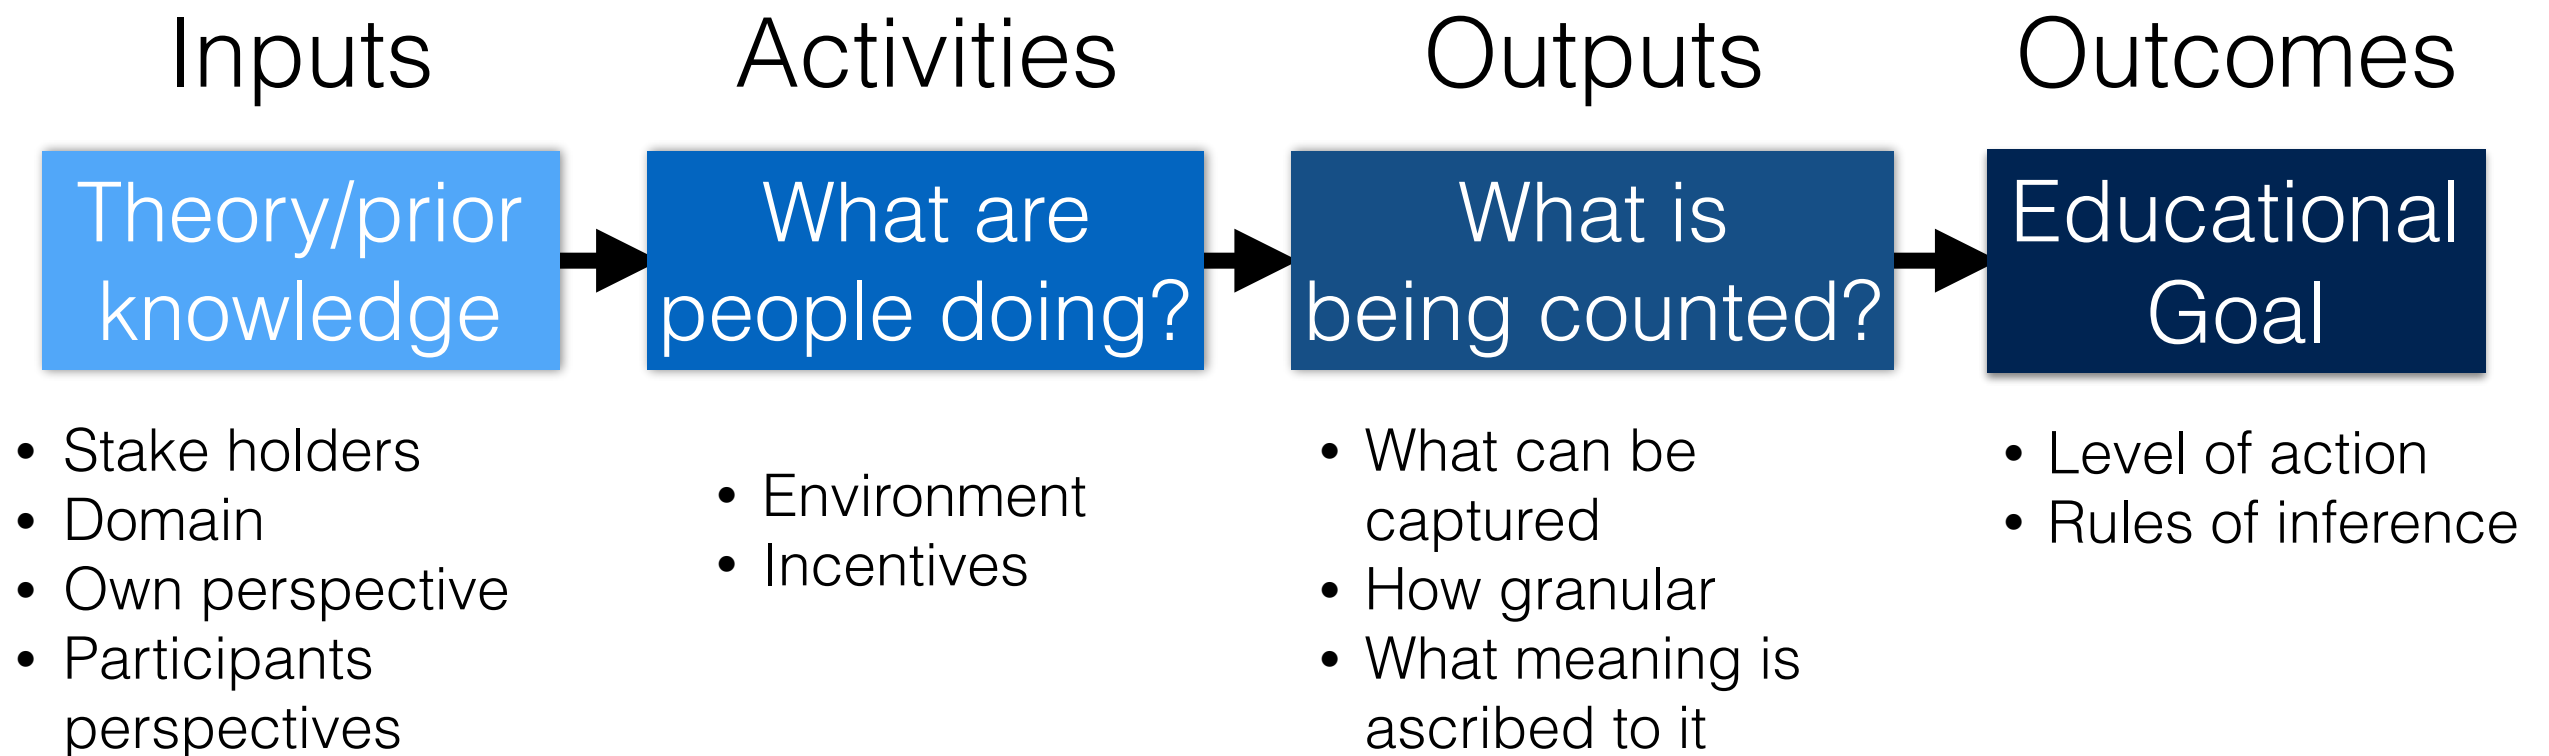 Inputs
Activities
Outputs
Outcomes
Theory/prior
knowledge
What are
people doing?
What is
being counted?
Educational
Goal
• Stake holders
• Domain
• Own perspective
• Participants
perspectives
• Environment
• Incentives
• What can be
captured
• How granular
• What meaning is
ascribed to it
• Level of action
• Rules of inference